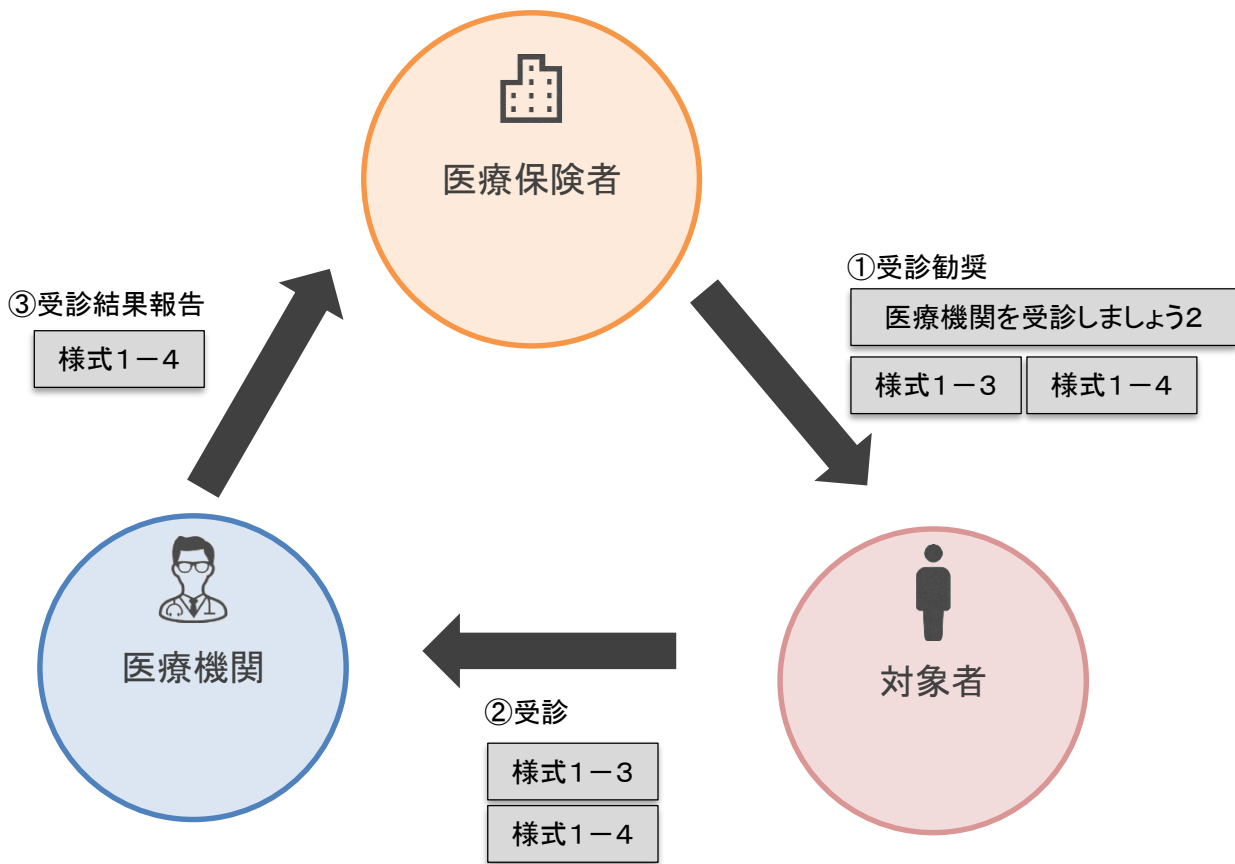 医療保険者
①受診勧奨
医療機関を受診しましょう2
様式1-3 様式1-4
③受診結果報告
様式1-4
医療機関
対象者
②受診
様式1-3
様式1-4